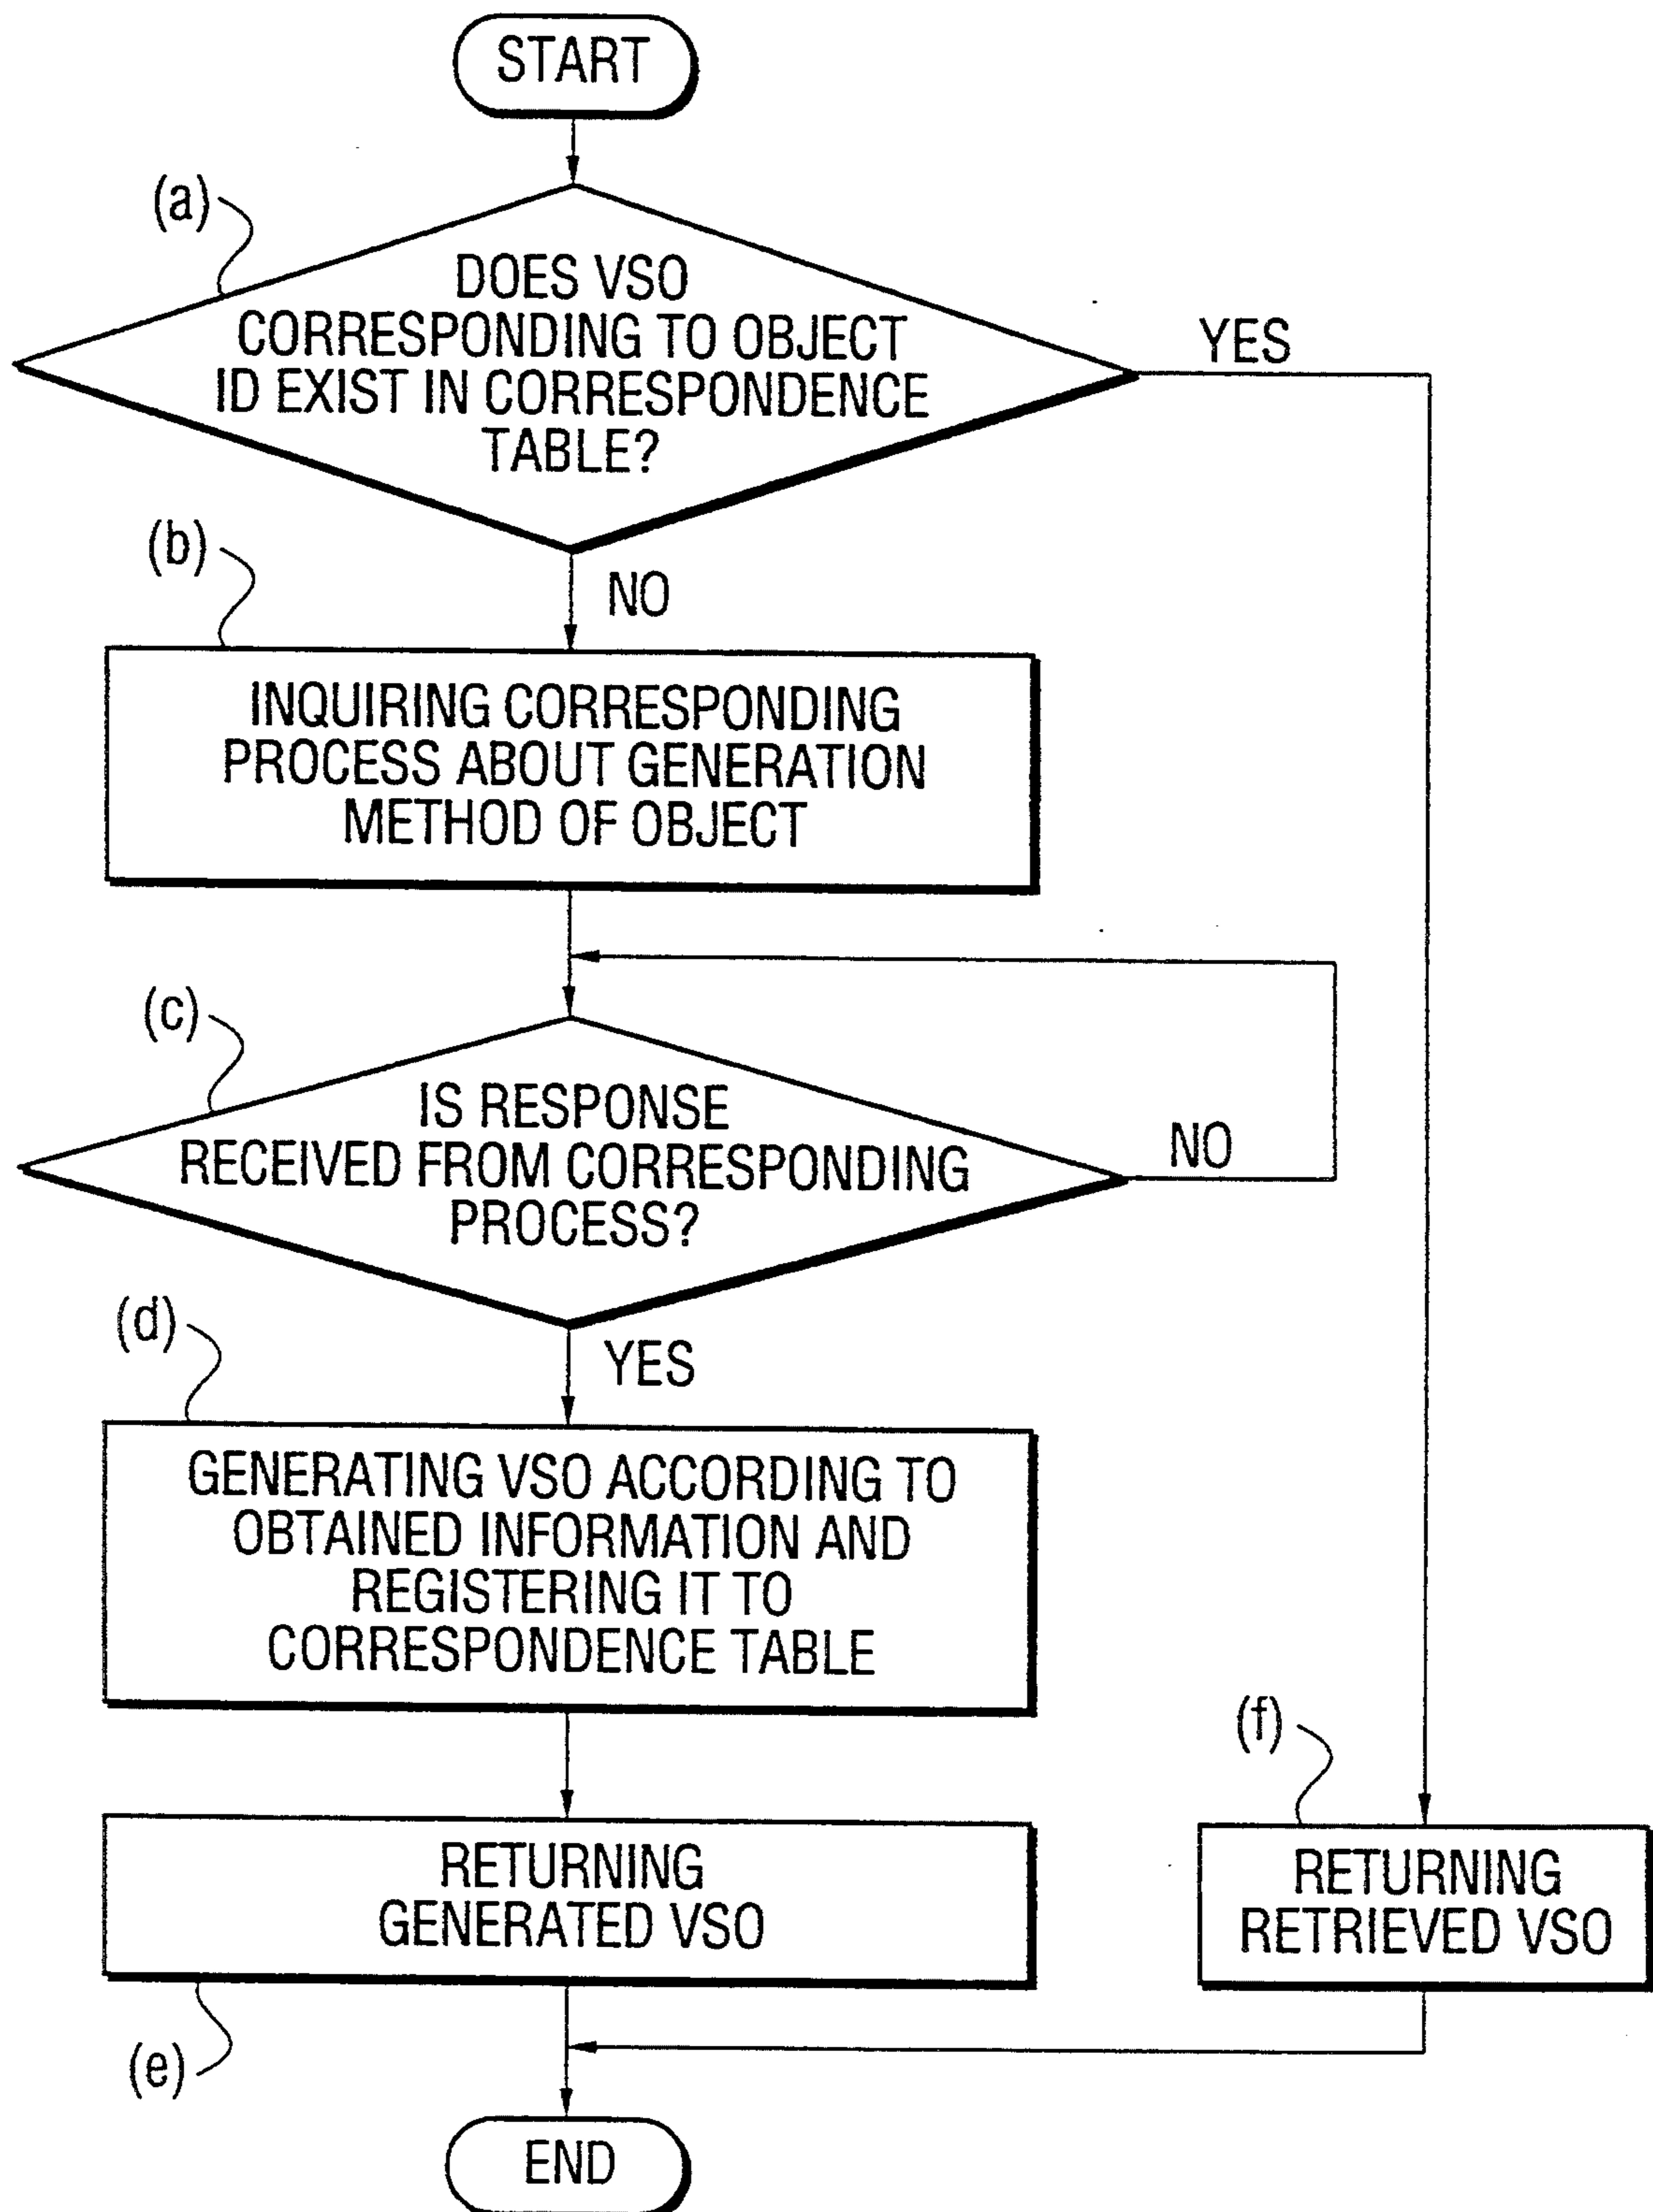 START
(a)
DOES VSO
CORRESPONDING TO OBJECT
ID EXIST IN CORRESPONDENCE
TABLE?
YES
(b)
NO
INQUIRING CORRESPONDING
PROCESS ABOUT GENERATION
METHOD OF OBJECT
(c)
IS RESPONSE
RECEIVED FROM CORRESPONDING
PROCESS?
NO
(d)
YES
GENERATING VSO ACCORDING TO
OBTAINED INFORMATION AND
REGISTERING IT TO
CORRESPONDENCE TABLE
(f)
RETURNING
GENERATED VSO
RETURNING
RETRIEVED VSO
(e)
END